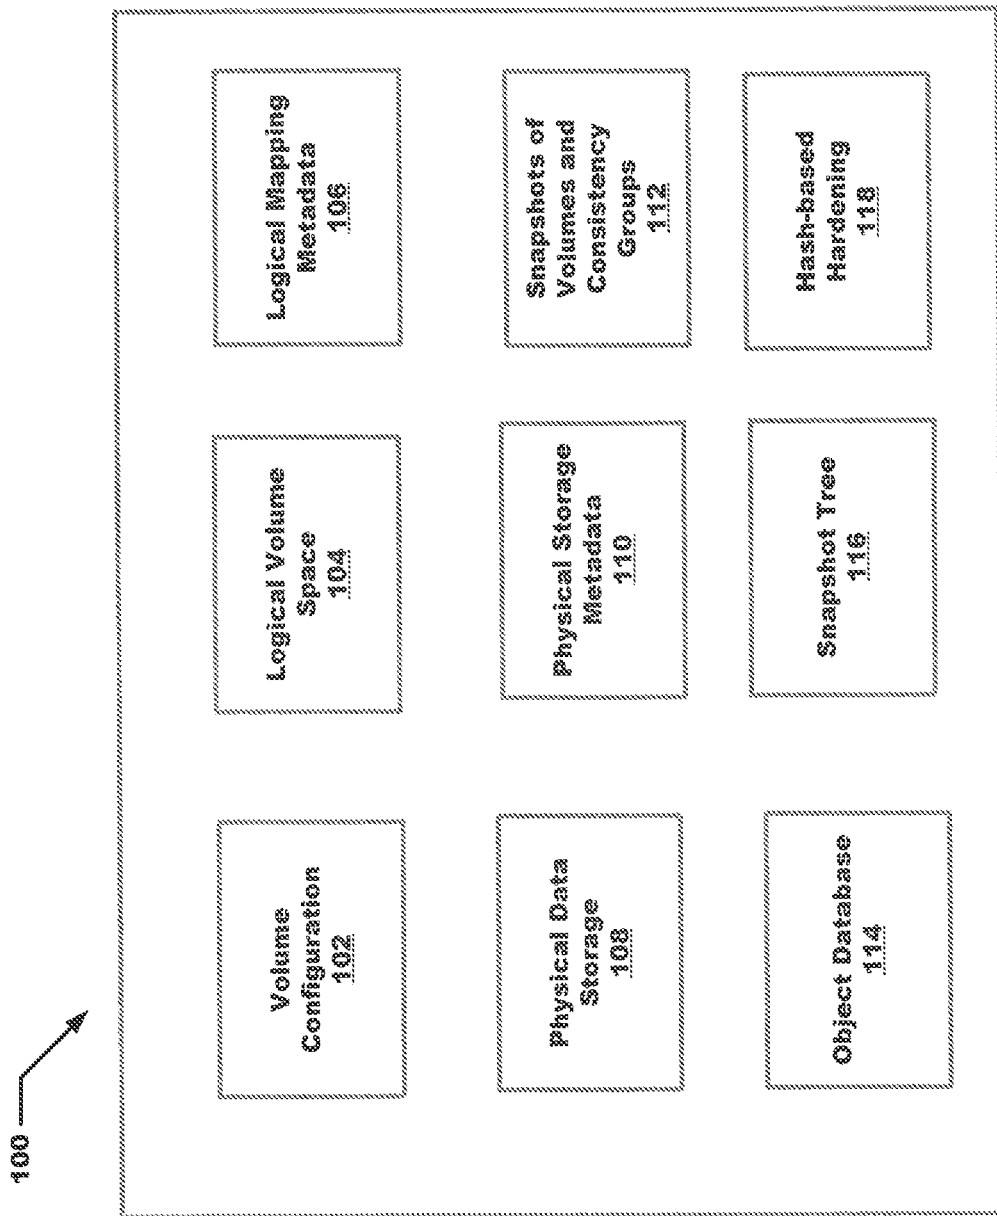 100
Volume
Configuration
102
Logical Volume
Space
104
Logical Mapping
Metadata
106
Physical Data
Storage
108
Physical Storage
Metadata
110
Snapshots of
Volumes and
Consistency
Groups
112
Object Database
114
Snapshot Tree
116
Hash-based
Hardening
118